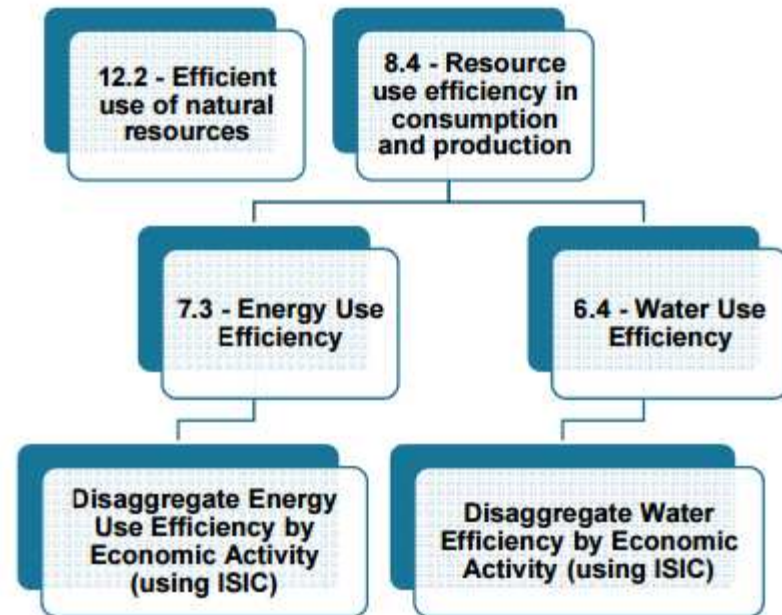 12.2 - Efficient
use of natural
resources
8.4 - Resource
use efficiency in
consumption
and production
7.3 - Energy Use
Efficiency
6.4 - Water Use
Efficiency
Disaggregate Energy
Use Efficiency by
Economic Activity
(using ISIC)
Disaggregate Water
Efficiency by Economic
Activity (using ISIC)